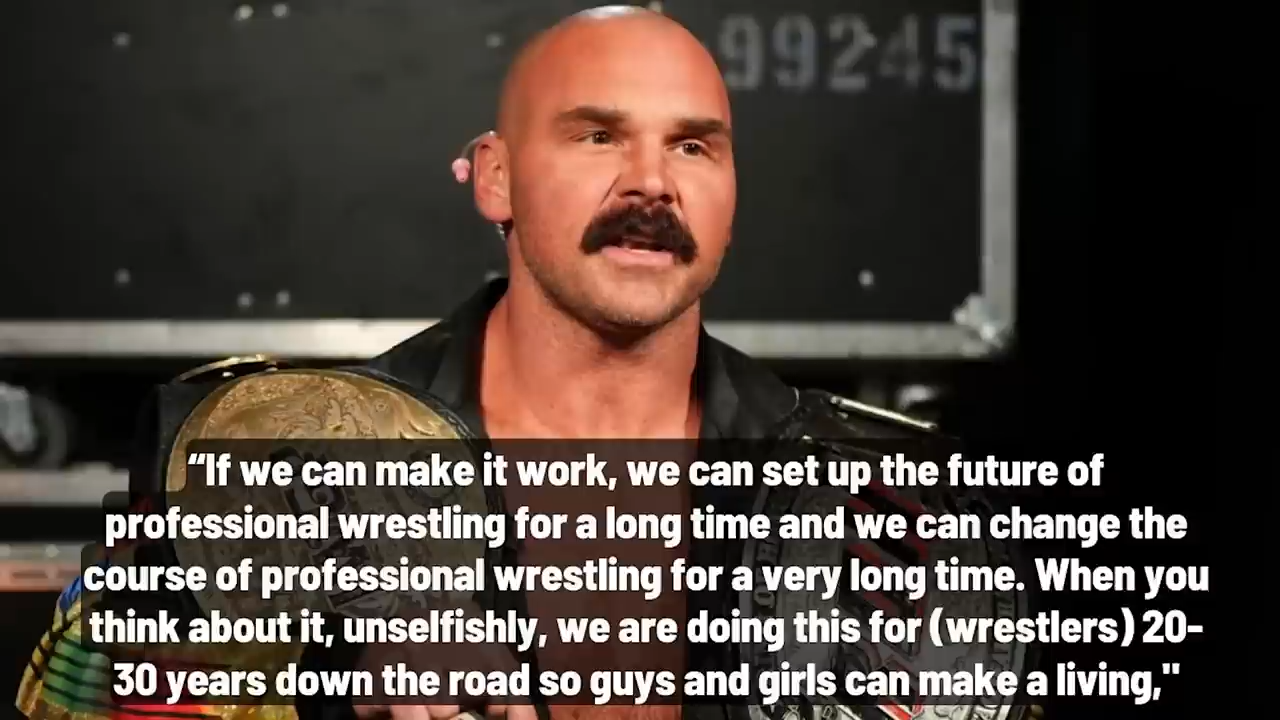 99245
“If we can make it work, we can set up the future of
professional wrestling for a long time and we can change the
course of professional wrestling for a very long time. When you
think about it, unselfishly, we are doing this for (wrestlers) 20-
30 years down the road so guys and girls can make a living,"